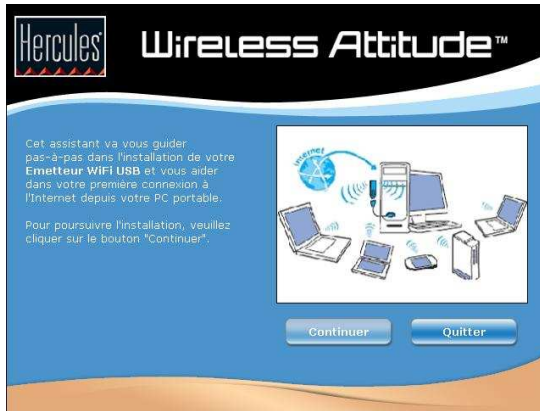 Hercules®
Wireless Attitude™
Cet assistant va vous guider
pas-à-pas dans l'installation de votre
Emetteur WiFi USB et vous aider
dans votre première connexion à
l'Internet depuis votre PC portable.
Pour poursuivre l'installation, veuillez
cliquer sur le bouton "Continuer".
Internet
Continuer
Quitter